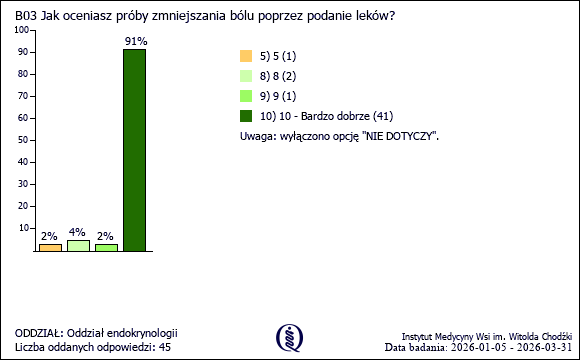 B03 Jak oceniasz próby zmniejszania bólu poprzez podanie leków?
100
90
80
70
60
50
40
30
20
10
2%
4%
2%
91%
5) 5 (1)
8) 8 (2)
9) 9 (1)
10) 10 - Bardzo dobrze (41)
Uwaga: wyłączono opcję "NIE DOTYCZY".
ODDZIAŁ: Oddział endokrynologii
Liczba oddanych odpowiedzi: 45
Instytut Medycyny Wsi im. Witolda Chodźki
Data badania: 2026-01-05 - 2026-03-31